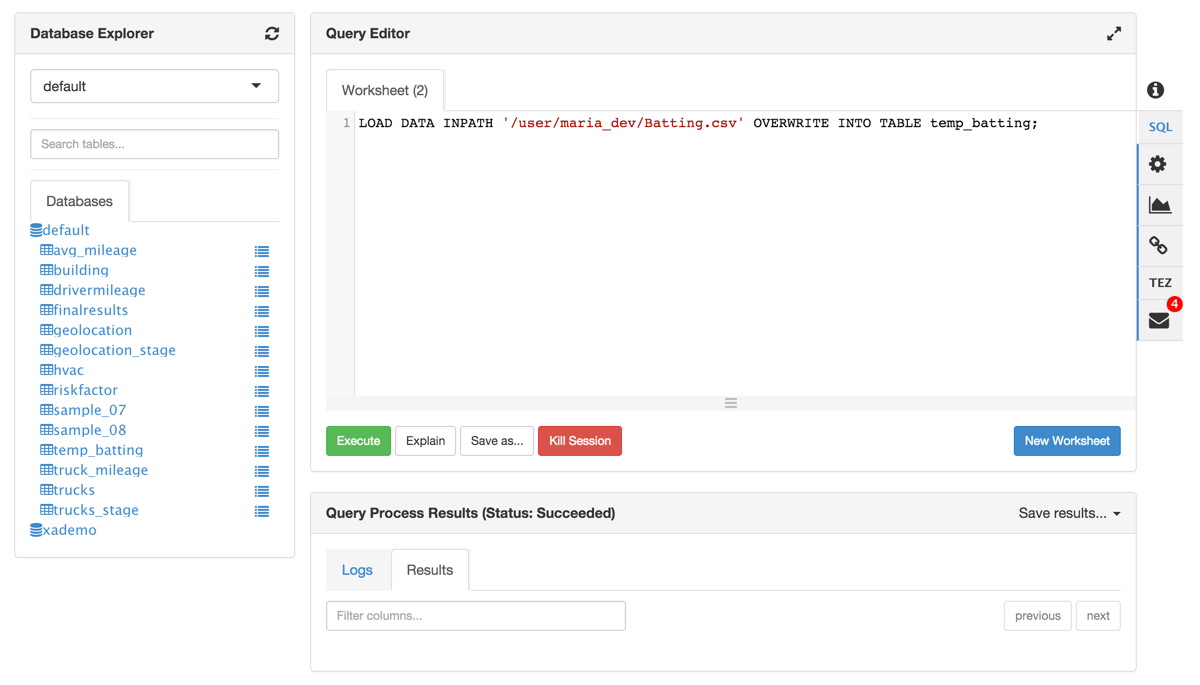 Database Explorer
default
Search tables...
Databases
default
avg_mileage
building
drivermileage
finalresults
geolocation
geolocation_stage
hvac
riskfactor
sample_07
sample_08
temp_batting
truck_mileage
trucks
trucks_stage
xademo
Query Editor
Worksheet (2)
1 LOAD DATA INPATH '/user/maria_dev/Batting.csv' OVERWRITE INTO TABLE temp_batting;
Execute Explain Save as... Kill Session New Worksheet
Query Process Results (Status: Succeeded) Save results...
Logs Results
Filter columns... previous next
SQL
TEZ
4